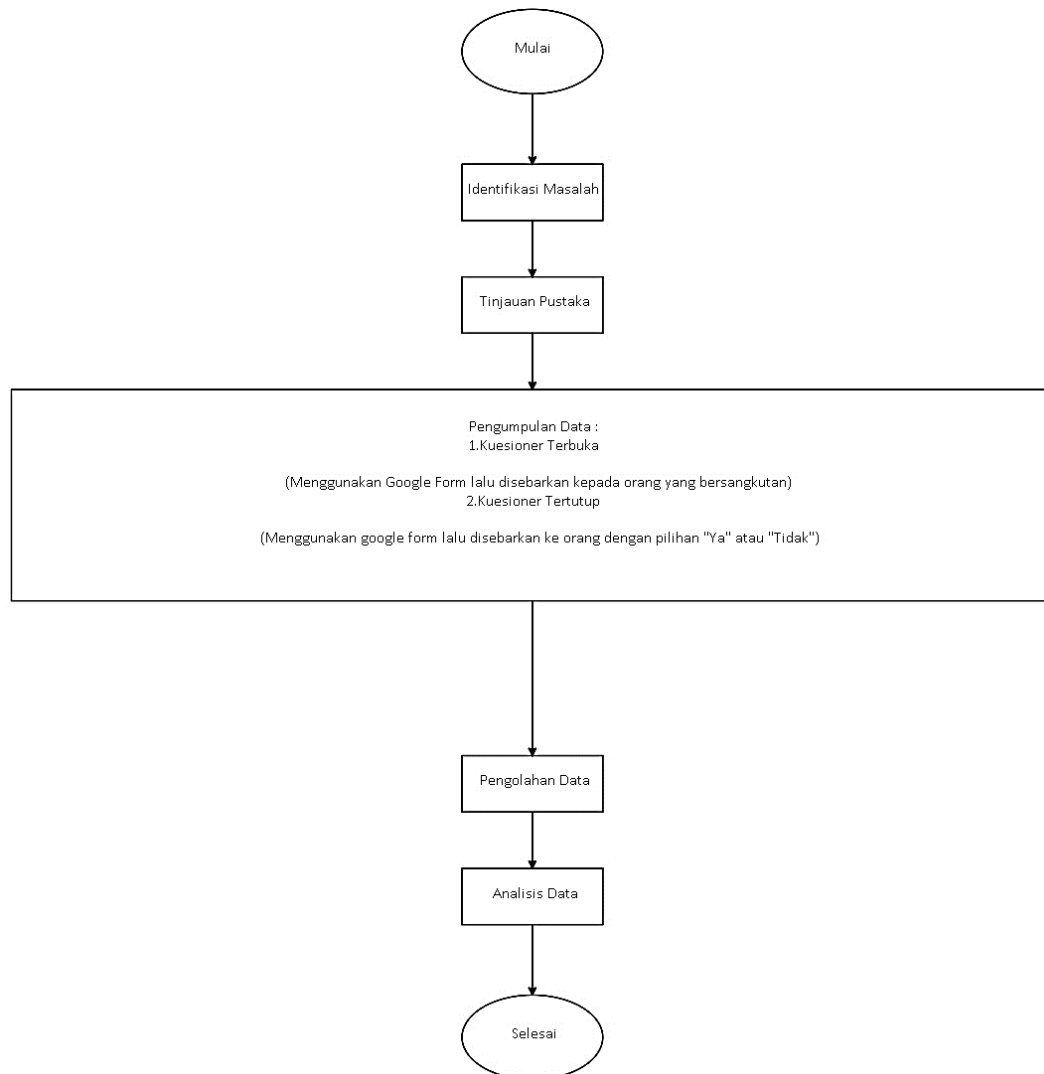 Mulai
Identifikasi Masalah
Tinjauan Pustaka
Pengumpulan Data :
1.Kuesioner Terbuka
(Menggunakan Google Form lalu disebarkan kepada orang yang bersangkutan)
2.Kuesioner Tertutup
(Menggunakan google form lalu disebarkan ke orang dengan pilihan "Ya" atau "Tidak")
Pengolahan Data
Analisis Data
Selesai